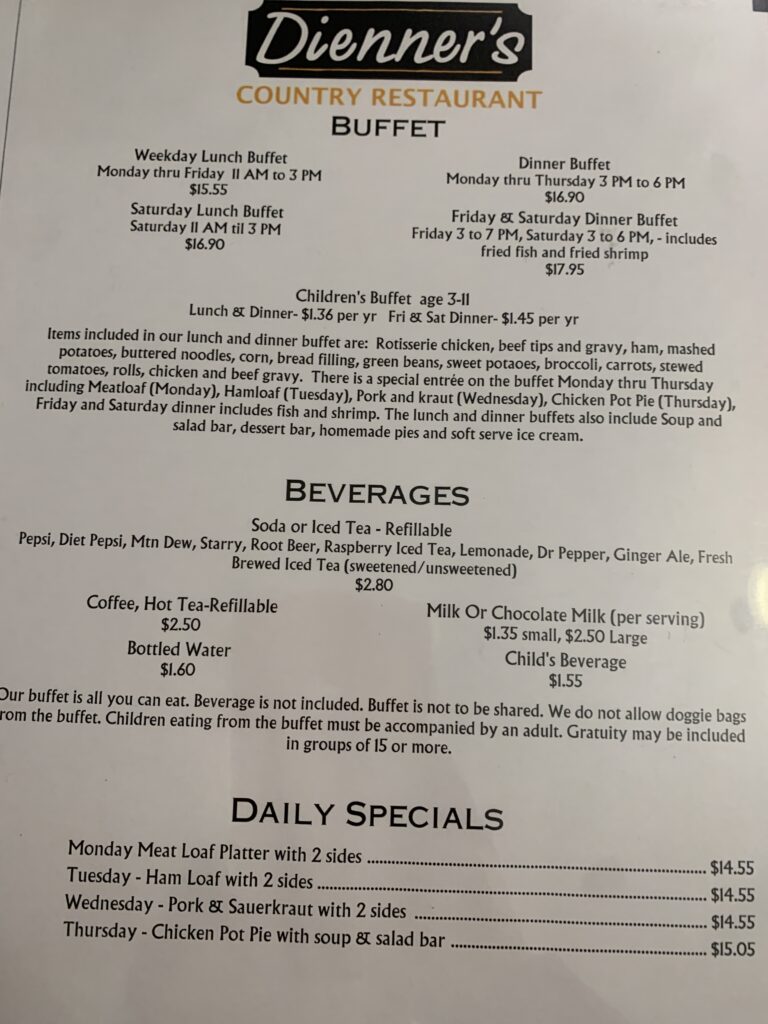 Dienner's
COUNTRY RESTAURANT
BUFFET
Weekday Lunch Buffet
Monday thru Friday 11 AM to 3 PM
$15.55
Saturday Lunch Buffet
Saturday 11 AM til 3 PM
$16.90
Dinner Buffet
Monday thru Thursday 3 PM to 6 PM
$16.90
Friday & Saturday Dinner Buffet
Friday 3 to 7 PM, Saturday 3 to 6 PM, - includes
fried fish and fried shrimp
$17.95
Children's Buffet age 3-11
Lunch & Dinner- $1.36 per yr Fri & Sat Dinner- $1.45 per yr
Items included in our lunch and dinner buffet are: Rotisserie chicken, beef tips and gravy, ham, mashed
potatoes, buttered noodles, corn, bread filling, green beans, sweet potaoes, broccoli, carrots, stewed
tomatoes, rolls, chicken and beef gravy. There is a special entrée on the buffet Monday thru Thursday
including Meatloaf (Monday), Hamloaf (Tuesday), Pork and kraut (Wednesday), Chicken Pot Pie (Thursday),
Friday and Saturday dinner includes fish and shrimp. The lunch and dinner buffets also include Soup and
salad bar, dessert bar, homemade pies and soft serve ice cream.
BEVERAGES
Soda or Iced Tea - Refillable
Pepsi, Diet Pepsi, Mtn Dew, Starry, Root Beer, Raspberry Iced Tea, Lemonade, Dr Pepper, Ginger Ale, Fresh
Brewed Iced Tea (sweetened/unsweetened)
$2.80
Coffee, Hot Tea-Refillable
$2.50
Bottled Water
$1.60
Milk Or Chocolate Milk (per serving)
$1.35 small, $2.50 Large
Child's Beverage
$1.55
Our buffet is all you can eat. Beverage is not included. Buffet is not to be shared. We do not allow doggie bags
rom the buffet. Children eating from the buffet must be accompanied by an adult. Gratuity may be included
in groups of 15 or more.
DAILY SPECIALS
Monday Meat Loaf Platter with 2 sides ........ $14.55
Tuesday - Ham Loaf with 2 sides ........ $14.55
Wednesday - Pork & Sauerkraut with 2 sides ........ $14.55
Thursday - Chicken Pot Pie with soup & salad bar ........ $15.05